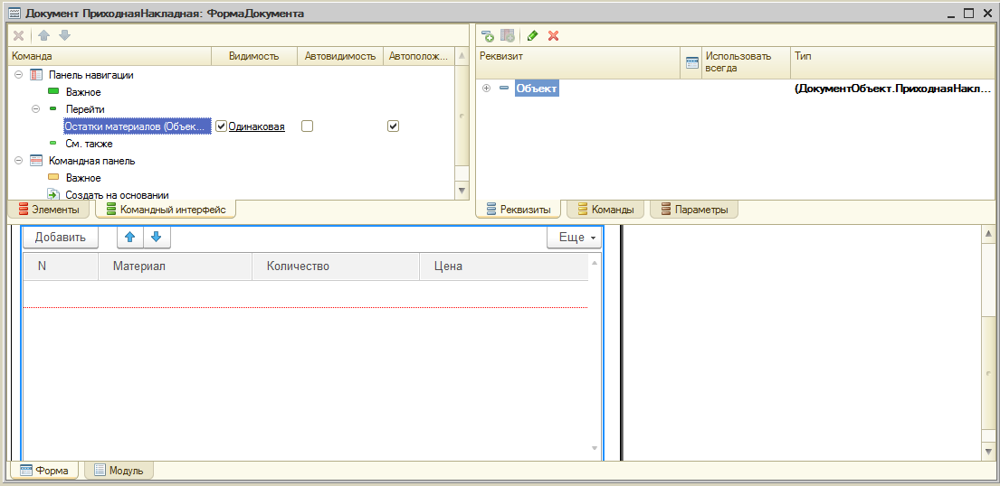 Документ ПриходнаяНакладная: ФормаДокумента
Команда Видимость Автовидимость Автополож...
Панель навигации
Важное
Перейти
Остатки материалов (Объек... Одинаковая
См. также
Командная панель
Важное
Создать на основании
Элементы Командный интерфейс
Реквизит Использовать всегда Тип
Объект (ДокументОбъект.ПриходнаяНакл...
Реквизиты Команды Параметры
Добавить Еще
N Материал Количество Цена
Форма Модуль